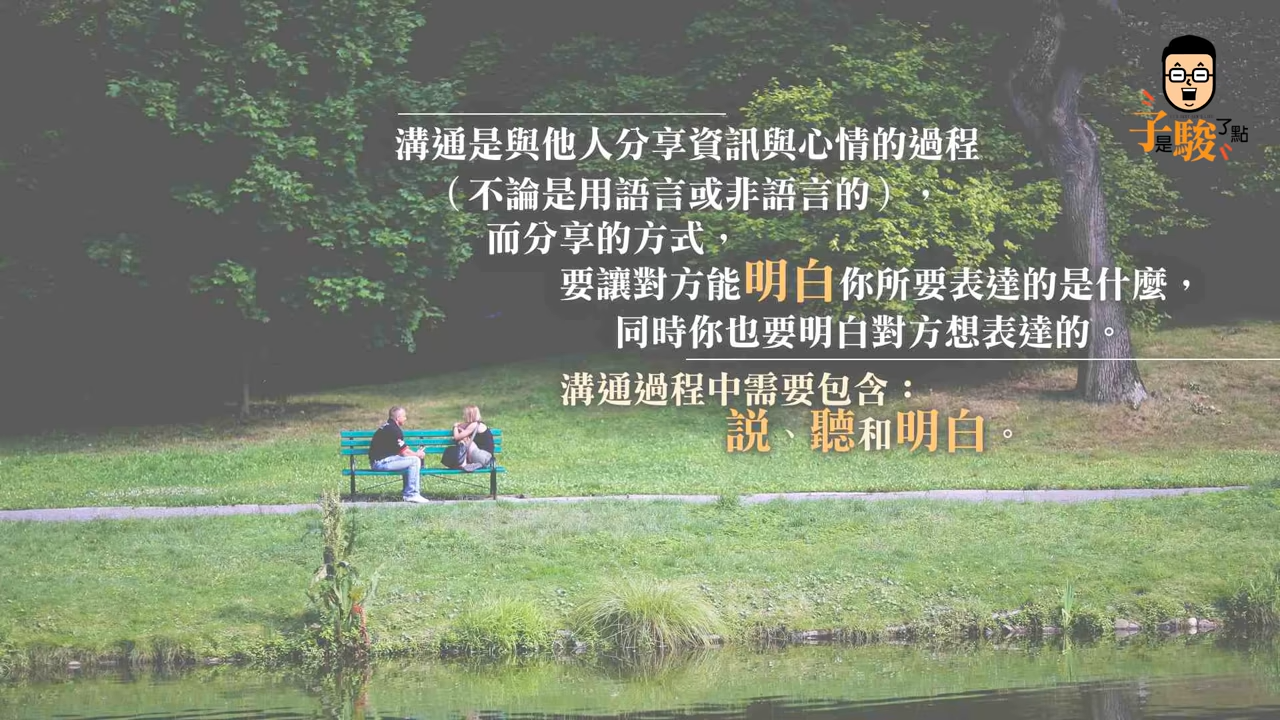 溝通是與他人分享資訊與心情的過程
（不論是用語言或非語言的），
而分享的方式，
要讓對方能明白你所要表達的是什麼，
同時你也要明白對方想表達的。
溝通過程中需要包含：
説、聽和明白。
子是駿了點